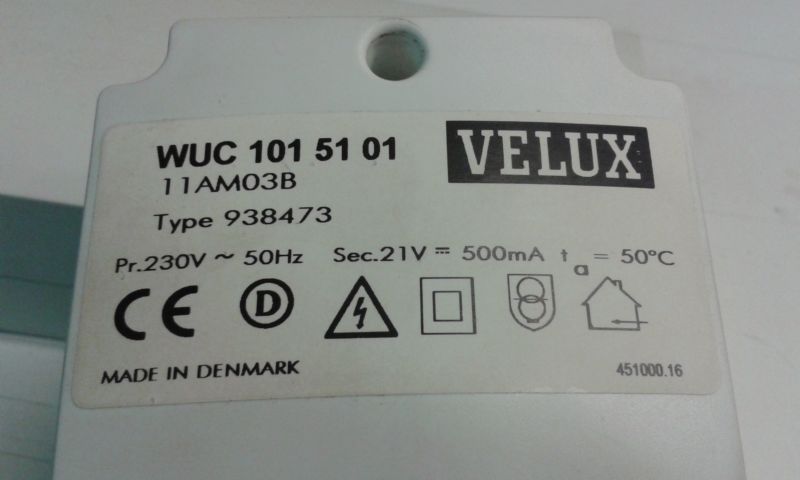 WUC 101 51 01
VELUX
11AM03B
Type 938473
Pr.230V ~ 50Hz Sec.21V ⎓ 500mA ta = 50°C
CE D
MADE IN DENMARK
451000.16